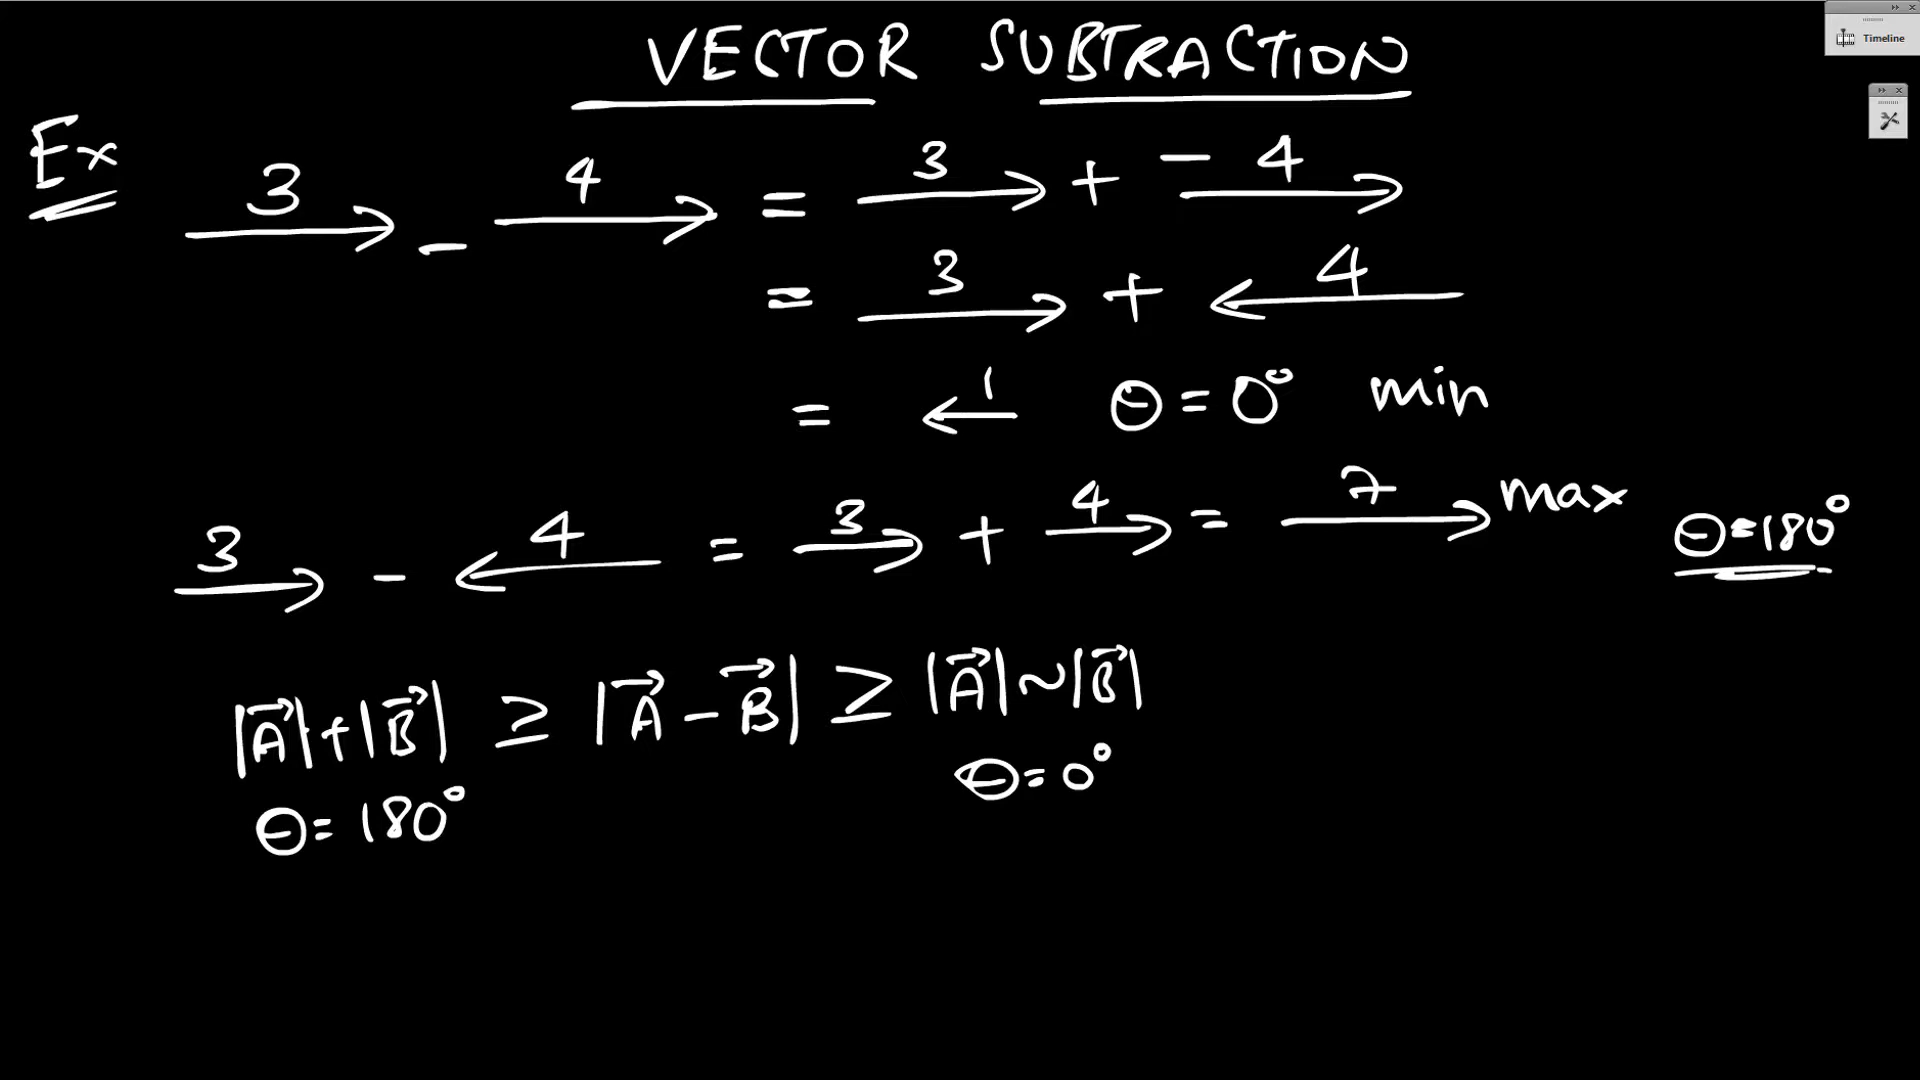 VECTOR SUBTRACTION
Timeline
Ex
3 → - 4 → = 3 → + - 4 →
= 3 → + 4 ←
= 1 ← θ = 0° min
3 → - 4 ← = 3 → + 4 → = 7 → max θ = 180°
|A⃗| + |B⃗| ≥ |A⃗ - B⃗| ≥ |A⃗| ~ |B⃗|
θ = 180° θ = 0°